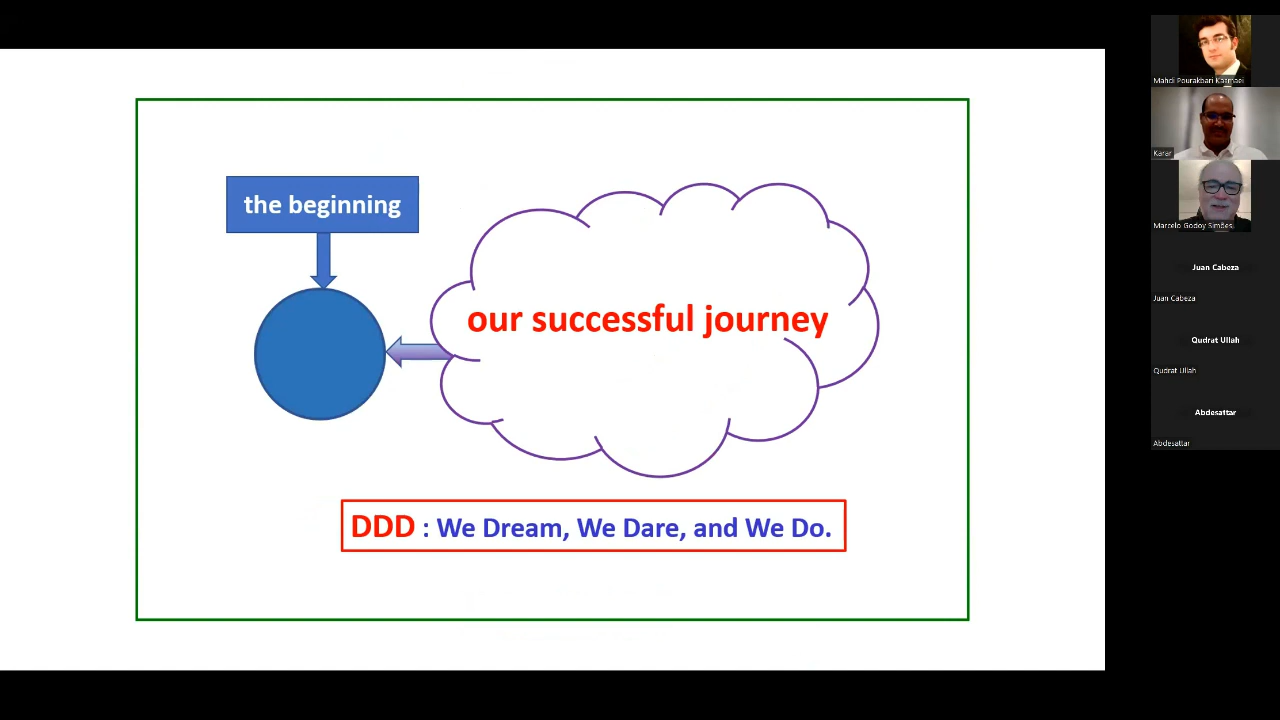 the beginning
our successful journey
DDD : We Dream, We Dare, and We Do.
Mahdi Pourakbari Kasmaei
Karar
Marcelo Godoy Simões
Juan Cabeza
Juan Cabeza
Qudrat Ullah
Qudrat Ullah
Abdesattar
Abdesattar